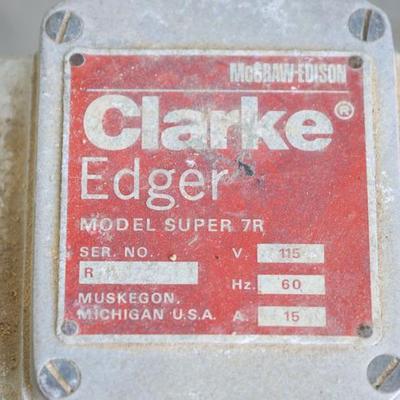 McGRAW-EDISON
Clarke®
Edger
MODEL SUPER 7R
SER. NO. V. 115
R Hz. 60
MUSKEGON,
MICHIGAN U.S.A. A. 15